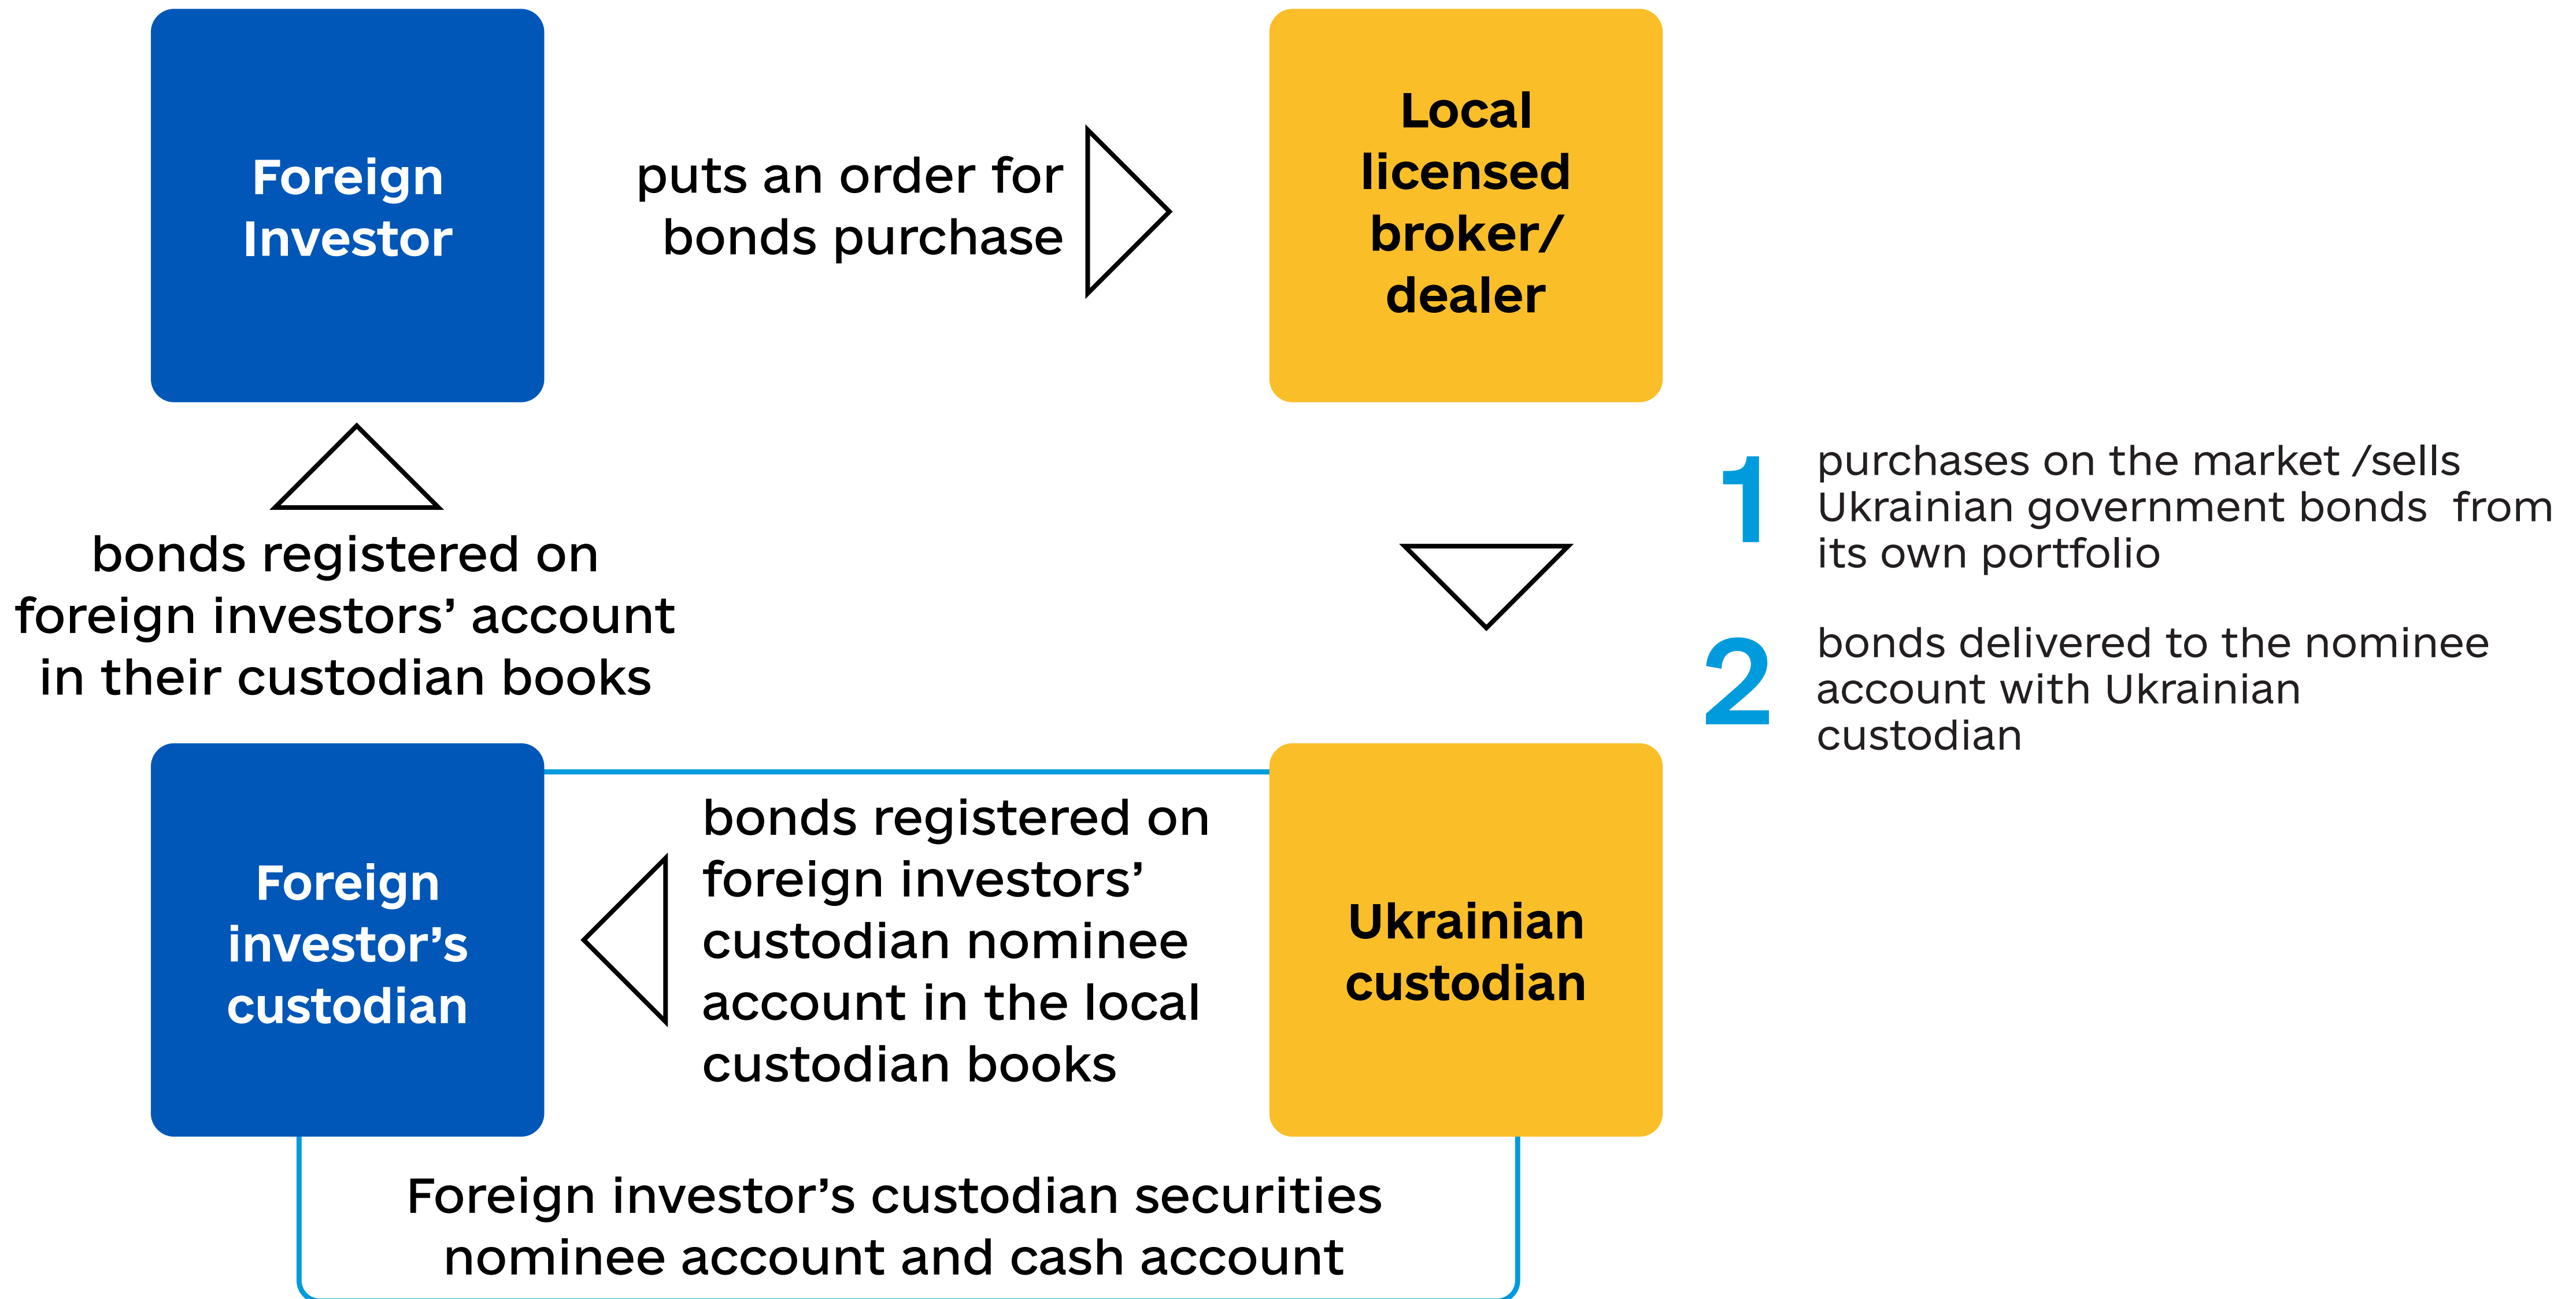 Foreign
Investor
puts an order for
bonds purchase
Local
licensed
broker/
dealer
1
purchases on the market /sells
Ukrainian government bonds  from
its own portfolio
2
bonds delivered to the nominee
account with Ukrainian
custodian
bonds registered on
foreign investors’ account
in their custodian books
Foreign
investor’s
custodian
bonds registered on
foreign investors’
custodian nominee
account in the local
custodian books
Ukrainian
custodian
Foreign investor’s custodian securities
nominee account and cash account